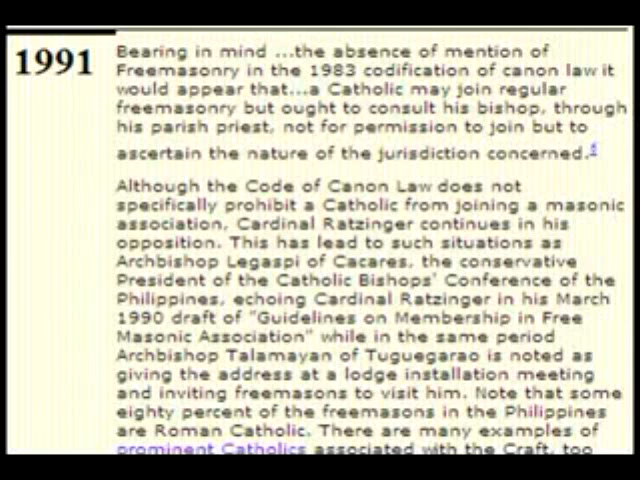 1991
Bearing in mind ...the absence of mention of
Freemasonry in the 1983 codification of canon law it
would appear that...a Catholic may join regular
freemasonry but ought to consult his bishop, through
his parish priest, not for permission to join but to
ascertain the nature of the jurisdiction concerned.
Although the Code of Canon Law does not
specifically prohibit a Catholic from joining a masonic
association, Cardinal Ratzinger continues in his
opposition. This has lead to such situations as
Archbishop Legaspi of Cacares, the conservative
President of the Catholic Bishops' Conference of the
Philippines, echoing Cardinal Ratzinger in his March
1990 draft of "Guidelines on Membership in Free
Masonic Association" while in the same period
Archbishop Talamayan of Tuguegarao is noted as
giving the address at a lodge installation meeting
and inviting freemasons to visit him. Note that some
eighty percent of the freemasons in the Philippines
are Roman Catholic. There are many examples of
prominent Catholics associated with the Craft, too